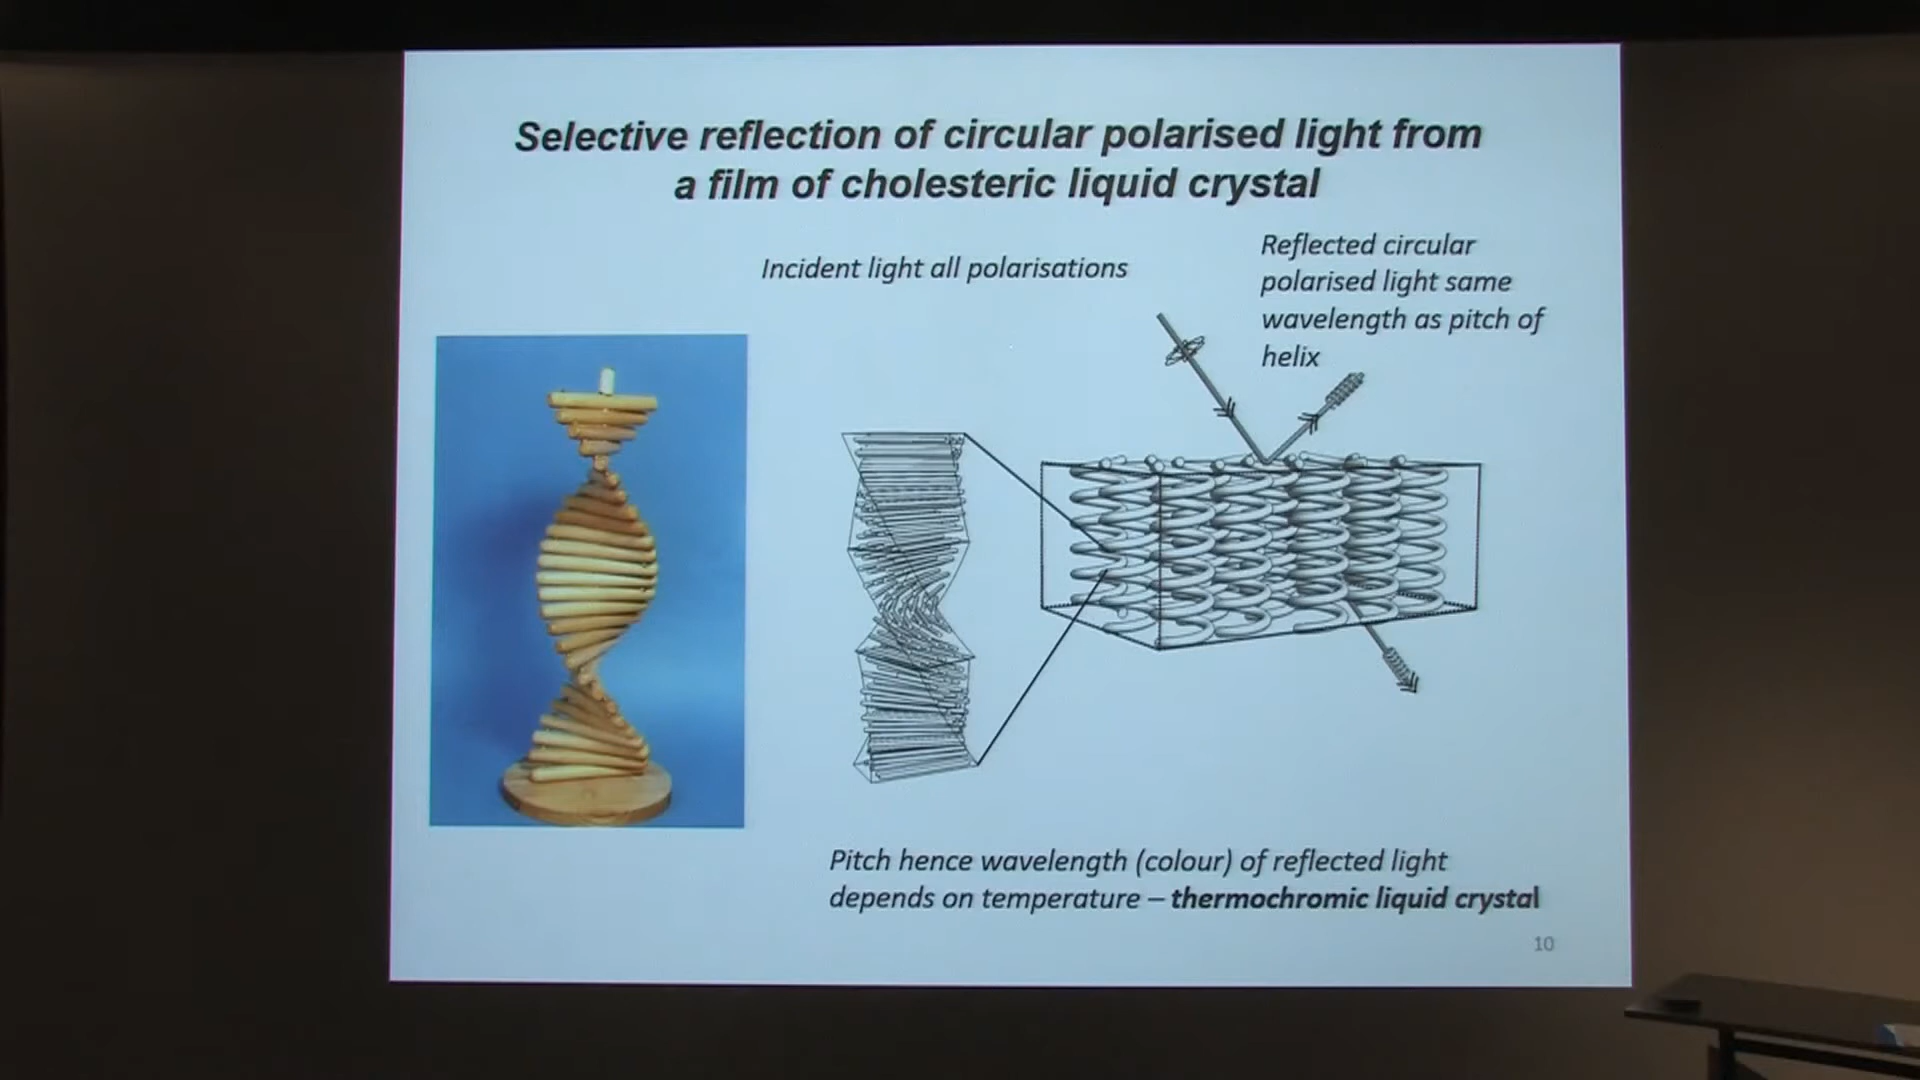 Selective reflection of circular polarised light from
a film of cholesteric liquid crystal
Incident light all polarisations
Reflected circular
polarised light same
wavelength as pitch of
helix
Pitch hence wavelength (colour) of reflected light
depends on temperature – thermochromic liquid crystal
10